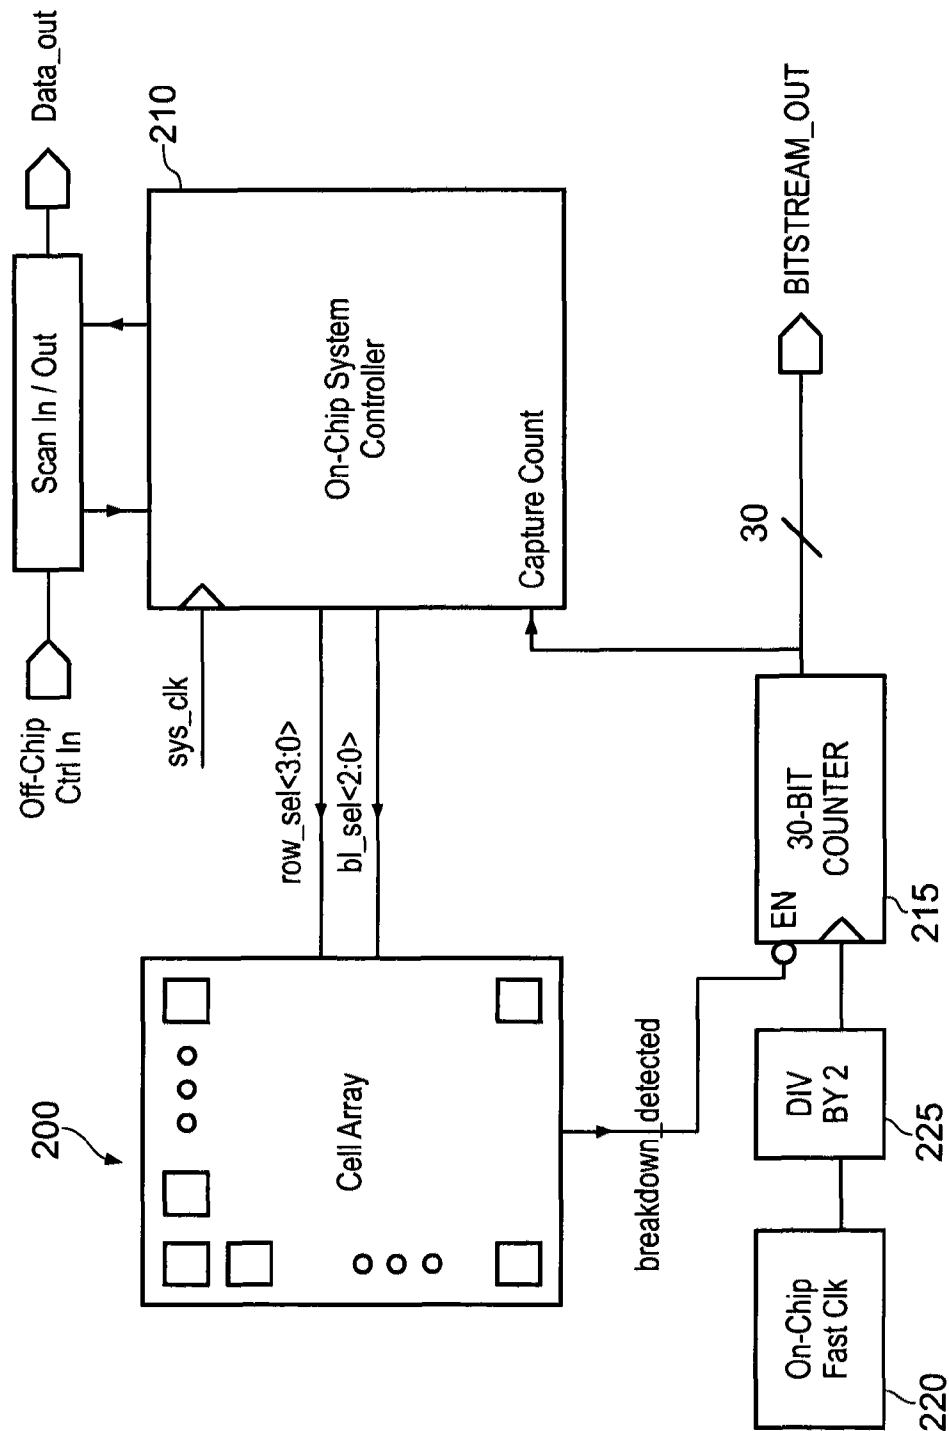 Off-Chip
Ctrl In
Scan In / Out
Data_out
210
sys_clk
On-Chip System
Controller
Capture Count
row_sel<3:0>
bl_sel<2:0>
200
Cell Array
breakdown_detected
On-Chip
Fast Clk
220
DIV
BY 2
225
EN
30-BIT
COUNTER
215
30
BITSTREAM_OUT